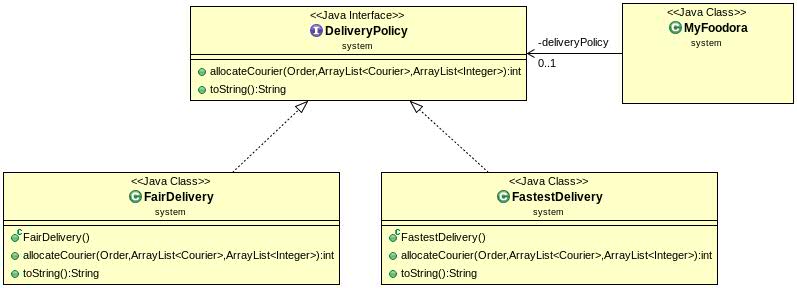 <<Java Interface>>
DeliveryPolicy
system
allocateCourier(Order,ArrayList<Courier>,ArrayList<Integer>):int
toString():String
-deliveryPolicy
0..1
<<Java Class>>
MyFoodora
system
<<Java Class>>
FairDelivery
system
FairDelivery()
allocateCourier(Order,ArrayList<Courier>,ArrayList<Integer>):int
toString():String
<<Java Class>>
FastestDelivery
system
FastestDelivery()
allocateCourier(Order,ArrayList<Courier>,ArrayList<Integer>):int
toString():String